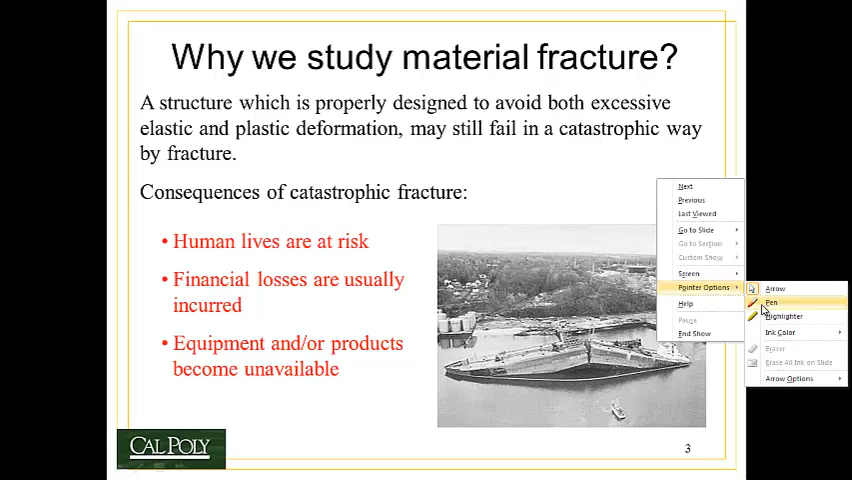 Why we study material fracture?
A structure which is properly designed to avoid both excessive
elastic and plastic deformation, may still fail in a catastrophic way
by fracture.
Consequences of catastrophic fracture:
• Human lives are at risk
• Financial losses are usually
incurred
• Equipment and/or products
become unavailable
CAL POLY
3
Next
Previous
Last Viewed
Go to Slide
Go to Section
Custom Show
Screen
Pointer Options
Help
Pause
End Show
Arrow
Pen
Highlighter
Ink Color
Eraser
Erase All Ink on Slide
Arrow Options